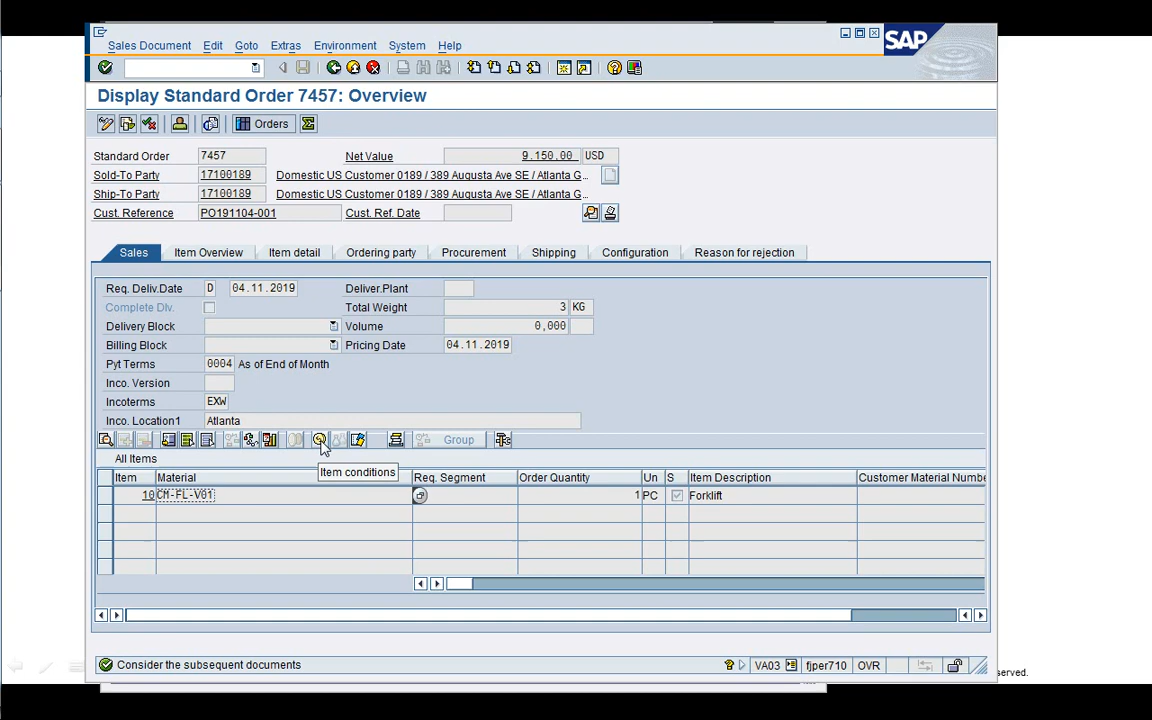 Sales Document Edit Goto Extras Environment System Help
SAP
Display Standard Order 7457: Overview
Orders
Standard Order 7457 Net Value 9.150,00 USD
Sold-To Party 17100189 Domestic US Customer 0189 / 389 Augusta Ave SE / Atlanta G...
Ship-To Party 17100189 Domestic US Customer 0189 / 389 Augusta Ave SE / Atlanta G...
Cust. Reference PO191104-001 Cust. Ref. Date
Sales Item Overview Item detail Ordering party Procurement Shipping Configuration Reason for rejection
Req. Deliv.Date D 04.11.2019 Deliver.Plant
Complete Dlv. Total Weight 3 KG
Delivery Block Volume 0,000
Billing Block Pricing Date 04.11.2019
Pyt Terms 0004 As of End of Month
Inco. Version
Incoterms EXW
Inco. Location1 Atlanta
Group
All Items
Item conditions
Item Material Req. Segment Order Quantity Un S Item Description Customer Material Numbe
10 CM-FL-V01 1 PC Forklift
Consider the subsequent documents VA03 fjper710 OVR
served.